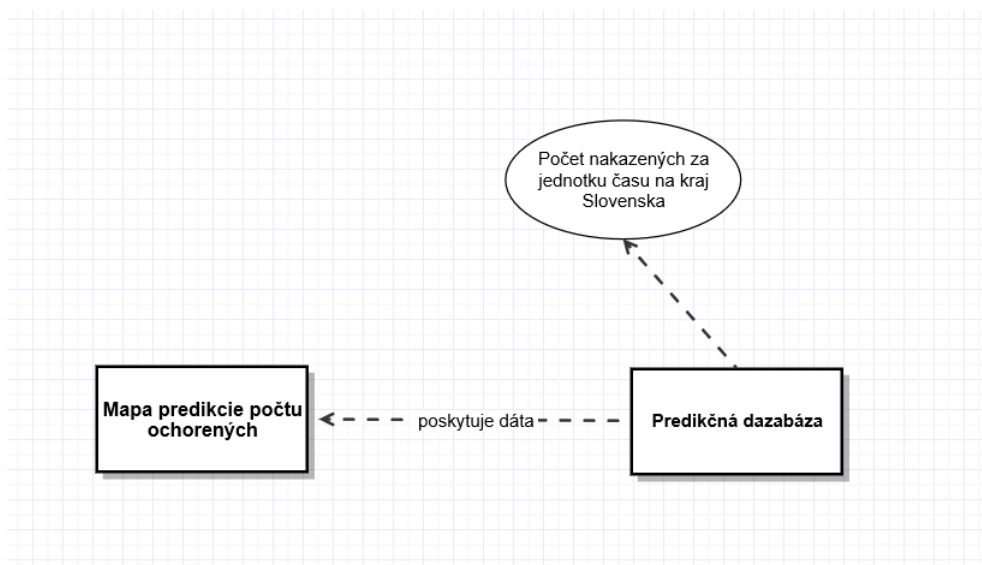 Počet nakazených za
jednotku času na kraj
Slovenska
Mapa predikcie počtu
ochorených
poskytuje dáta
Predikčná dazabáza